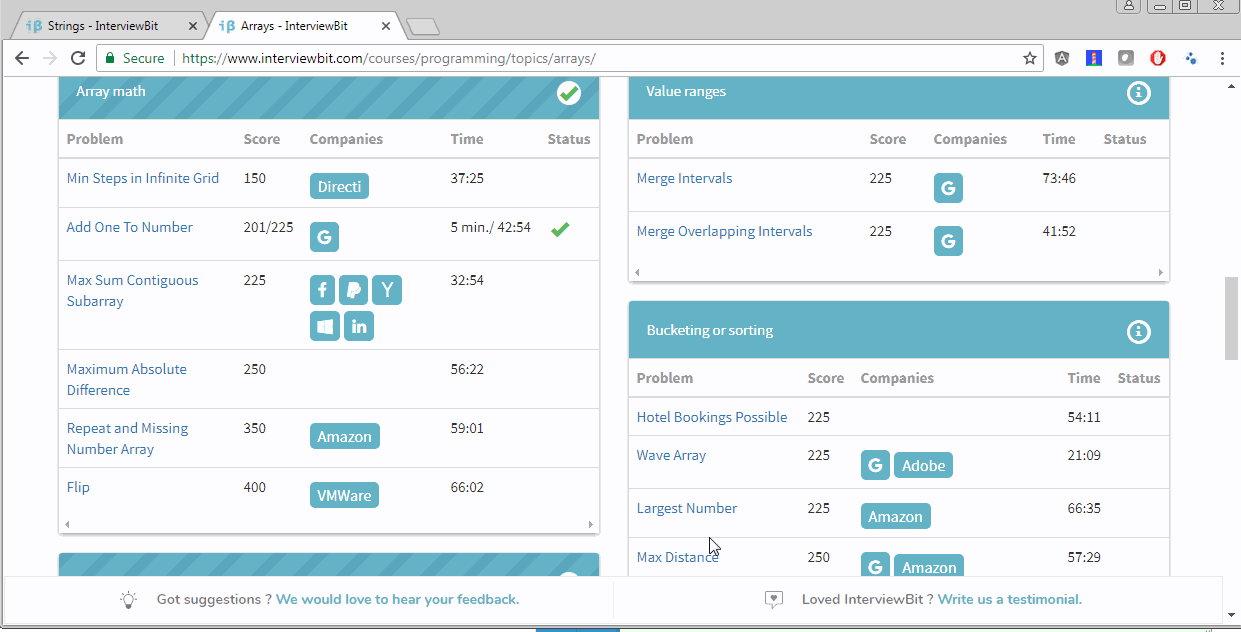 Strings - InterviewBit
Arrays - InterviewBit
Secure
https://www.interviewbit.com/courses/programming/topics/arrays/
Array math
Problem Score Companies Time Status
Min Steps in Infinite Grid 150 Directi 37:25
Add One To Number 201/225 G 5 min./ 42:54
Max Sum Contiguous 225 f P Y 32:54
Subarray
in
Maximum Absolute 250 56:22
Difference
Repeat and Missing 350 Amazon 59:01
Number Array
Flip 400 VMWare 66:02
Value ranges
Problem Score Companies Time Status
Merge Intervals 225 G 73:46
Merge Overlapping Intervals 225 G 41:52
Bucketing or sorting
Problem Score Companies Time Status
Hotel Bookings Possible 225 54:11
Wave Array 225 G Adobe 21:09
Largest Number 225 Amazon 66:35
Max Distance 250 G Amazon 57:29
Got suggestions ? We would love to hear your feedback.
Loved InterviewBit ? Write us a testimonial.